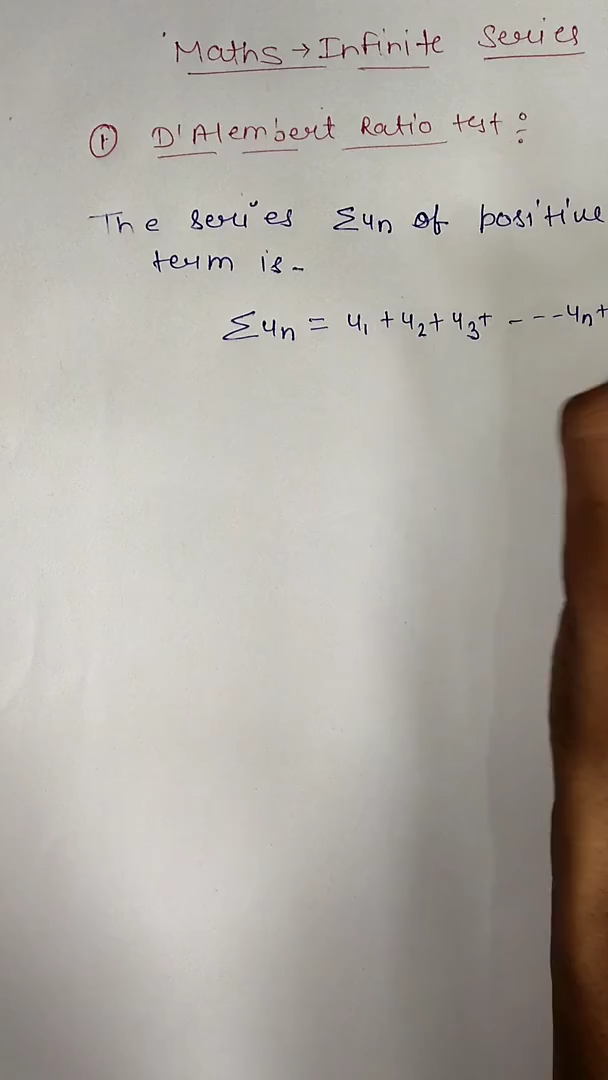 Maths → Infinite Series
① D'Alembert Ratio test :
The series Σun of positive
term is -
Σun = u1 + u2 + u3 + - - - un +